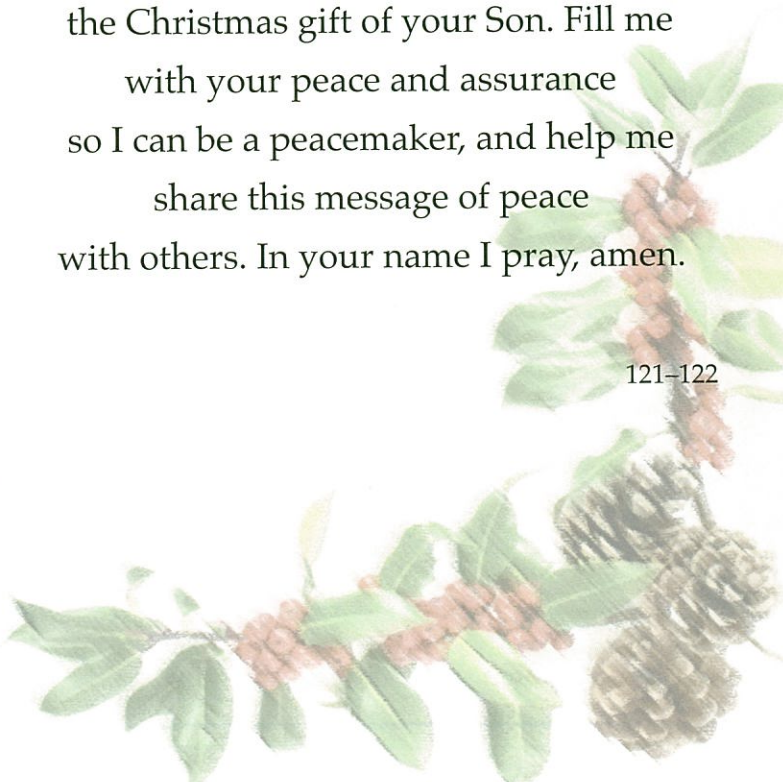 the Christmas gift of your Son. Fill me
with your peace and assurance
so I can be a peacemaker, and help me
share this message of peace
with others. In your name I pray, amen.
121–122